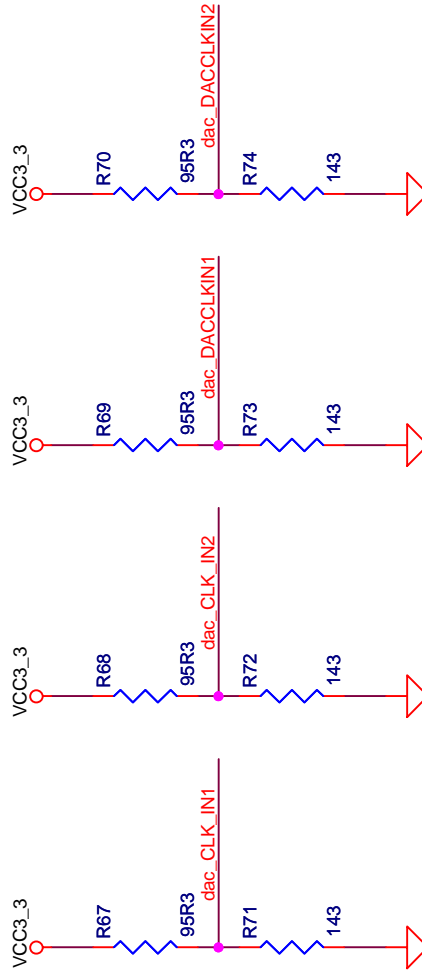 VCC3_3
R70
95R3
dac_DACCLKIN2
R74
143
VCC3_3
R69
95R3
dac_DACCLKIN1
R73
143
VCC3_3
R68
95R3
dac_CLK_IN2
R72
143
VCC3_3
R67
95R3
dac_CLK_IN1
R71
143